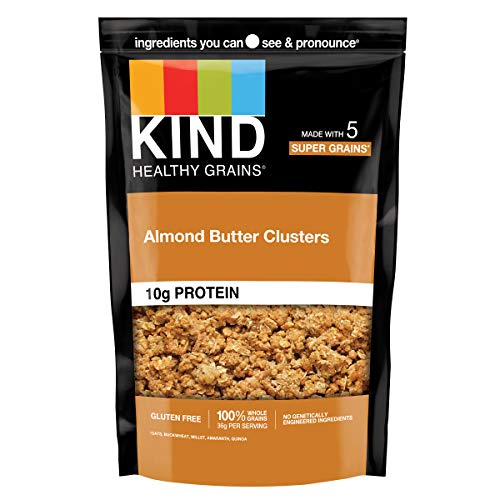 ingredients you can see & pronounce®
KIND
HEALTHY GRAINS®
MADE WITH 5
SUPER GRAINS†
Almond Butter Clusters
10g PROTEIN
GLUTEN FREE
100% WHOLE GRAINS
36g PER SERVING
NO GENETICALLY
ENGINEERED INGREDIENTS
†OATS, BUCKWHEAT, MILLET, AMARANTH, QUINOA